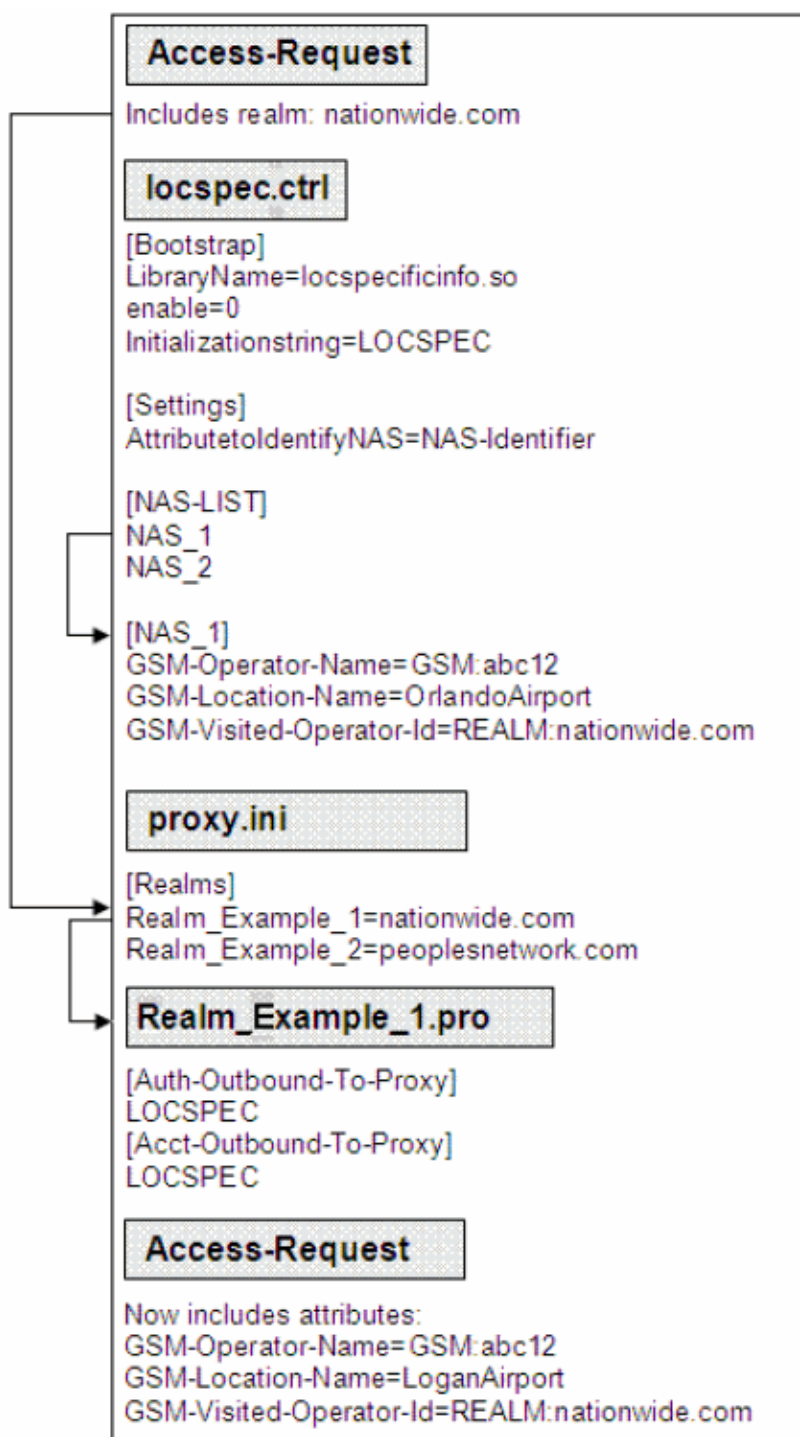 Access-Request
Includes realm: nationwide.com
locspec.ctrl
[Bootstrap]
LibraryName=locspecificinfo.so
enable=0
Initializationstring=LOCSPEC
[Settings]
AttributetoIdentifyNAS=NAS-Identifier
[NAS-LIST]
NAS_1
NAS_2
[NAS_1]
GSM-Operator-Name=GSM:abc12
GSM-Location-Name=OrlandoAirport
GSM-Visited-Operator-Id=REALM:nationwide.com
proxy.ini
[Realms]
Realm_Example_1=nationwide.com
Realm_Example_2=peoplesnetwork.com
Realm_Example_1.pro
[Auth-Outbound-To-Proxy]
LOCSPEC
[Acct-Outbound-To-Proxy]
LOCSPEC
Access-Request
Now includes attributes:
GSM-Operator-Name=GSM:abc12
GSM-Location-Name=LoganAirport
GSM-Visited-Operator-Id=REALM:nationwide.com